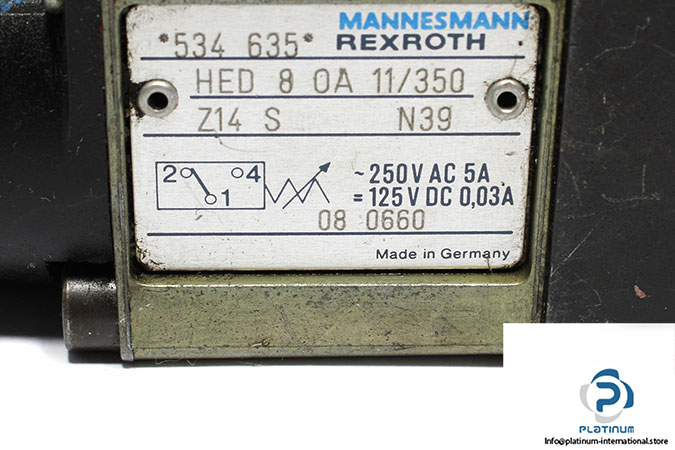 MANNESMANN
*534 635* REXROTH
HED 8 OA 11/350
Z14 S N39
2 4 ~250V AC 5A
1 =125V DC 0,03A
08 0660
Made in Germany
P
PLATINUM
Info@platinum-international.store